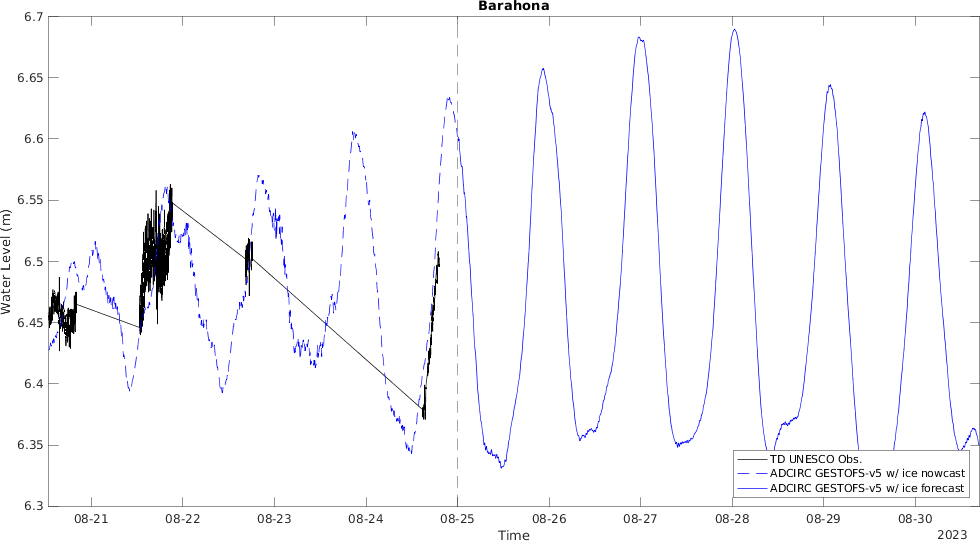 Barahona
Water Level (m)
6.7
6.65
6.6
6.55
6.5
6.45
6.4
6.35
6.3
TD UNESCO Obs.
ADCIRC GESTOFS-v5 w/ ice nowcast
ADCIRC GESTOFS-v5 w/ ice forecast
08-21 08-22 08-23 08-24 08-25 08-26 08-27 08-28 08-29 08-30
Time
2023